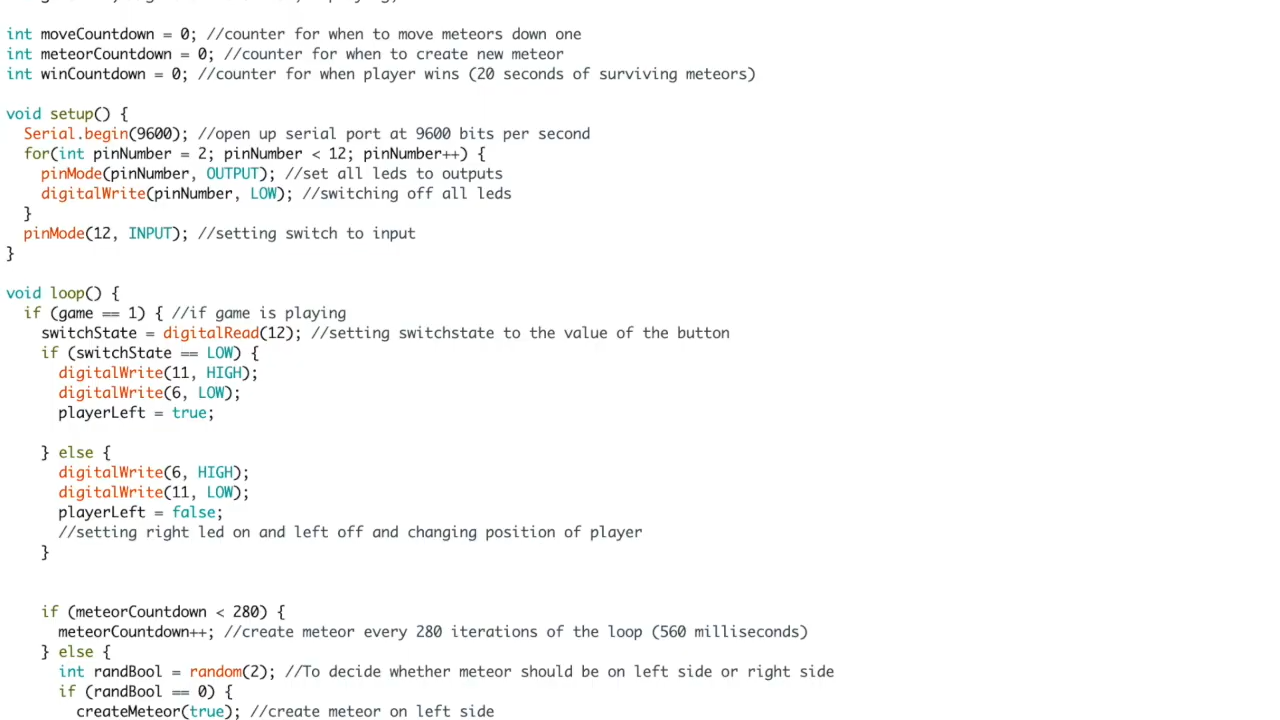 int moveCountdown = 0; //counter for when to move meteors down one
int meteorCountdown = 0; //counter for when to create new meteor
int winCountdown = 0; //counter for when player wins (20 seconds of surviving meteors)
void setup() {
Serial.begin(9600); //open up serial port at 9600 bits per second
for(int pinNumber = 2; pinNumber < 12; pinNumber++) {
pinMode(pinNumber, OUTPUT); //set all leds to outputs
digitalWrite(pinNumber, LOW); //switching off all leds
}
pinMode(12, INPUT); //setting switch to input
}
void loop() {
if (game == 1) { //if game is playing
switchState = digitalRead(12); //setting switchstate to the value of the button
if (switchState == LOW) {
digitalWrite(11, HIGH);
digitalWrite(6, LOW);
playerLeft = true;
} else {
digitalWrite(6, HIGH);
digitalWrite(11, LOW);
playerLeft = false;
//setting right led on and left off and changing position of player
}
if (meteorCountdown < 280) {
meteorCountdown++; //create meteor every 280 iterations of the loop (560 milliseconds)
} else {
int randBool = random(2); //To decide whether meteor should be on left side or right side
if (randBool == 0) {
createMeteor(true); //create meteor on left side